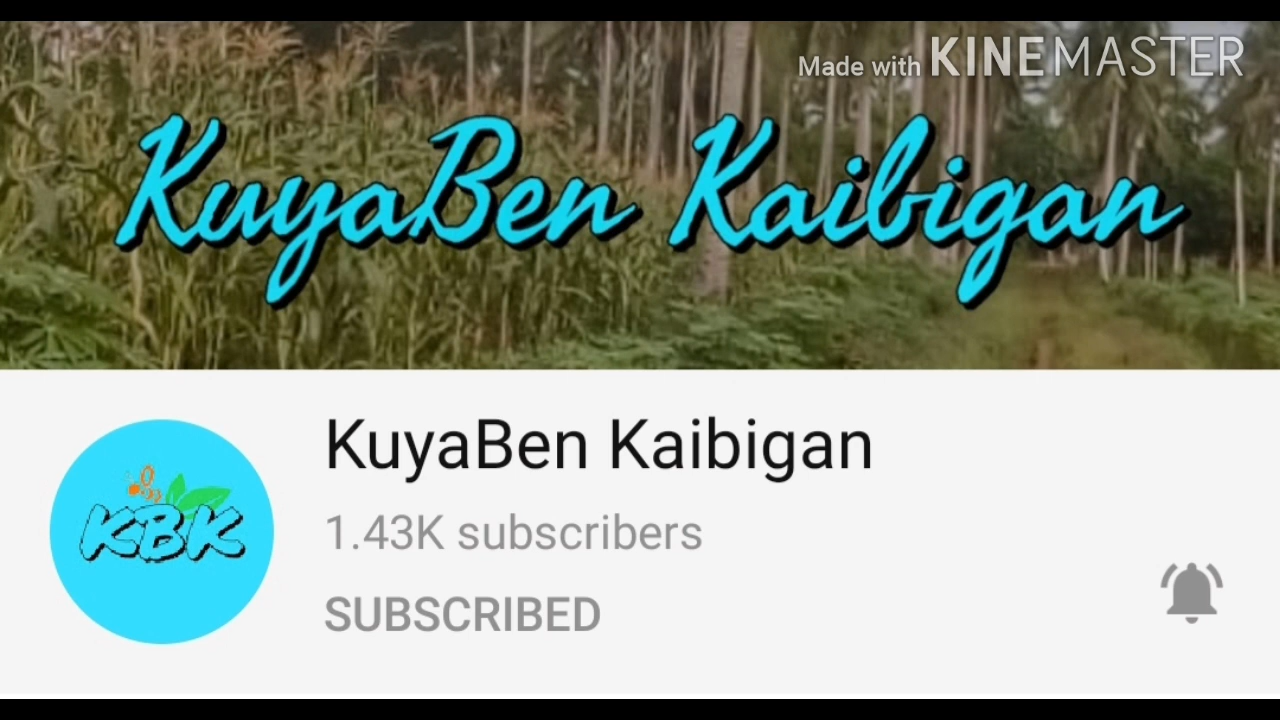 Made with KINEMASTER
KuyaBen Kaibigan
KuyaBen Kaibigan
1.43K subscribers
KBK
SUBSCRIBED